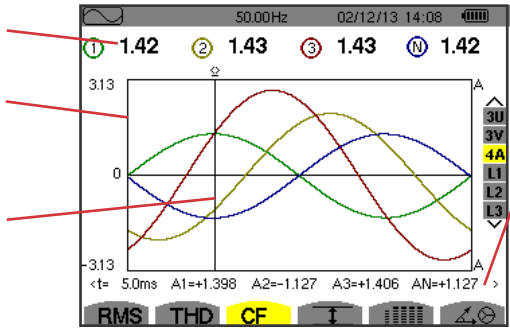 50.00Hz 02/12/13 14:08
1 1.42 2 1.43 3 1.43 N 1.42
3.13 A
3U
3V
4A
0
L1
L2
L3
-3.13 A
<t= 5.0ms A1=+1.398 A2=-1.127 A3=+1.406 AN=+1.127 >
RMS THD CF